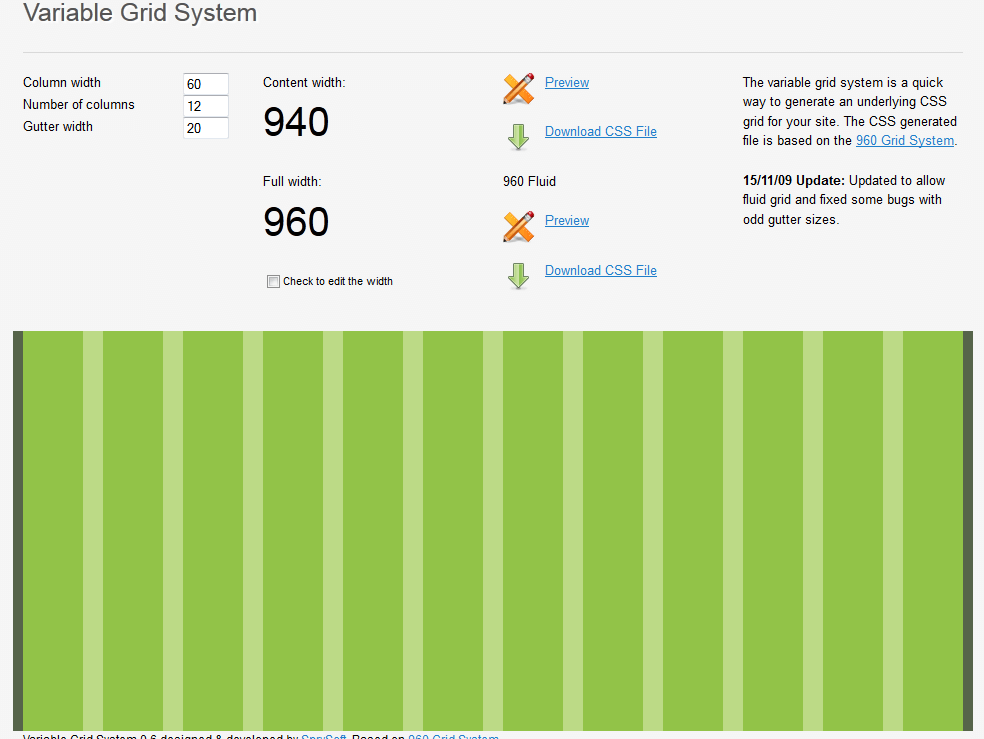 Variable Grid System
Column width 60
Number of columns 12
Gutter width 20
Content width:
940
Full width:
960
Check to edit the width
Preview
Download CSS File
960 Fluid
Preview
Download CSS File
The variable grid system is a quick
way to generate an underlying CSS
grid for your site. The CSS generated
file is based on the 960 Grid System.
15/11/09 Update: Updated to allow
fluid grid and fixed some bugs with
odd gutter sizes.
Variable Grid System 0.6 designed & developed by SprySoft. Based on 960 Grid System